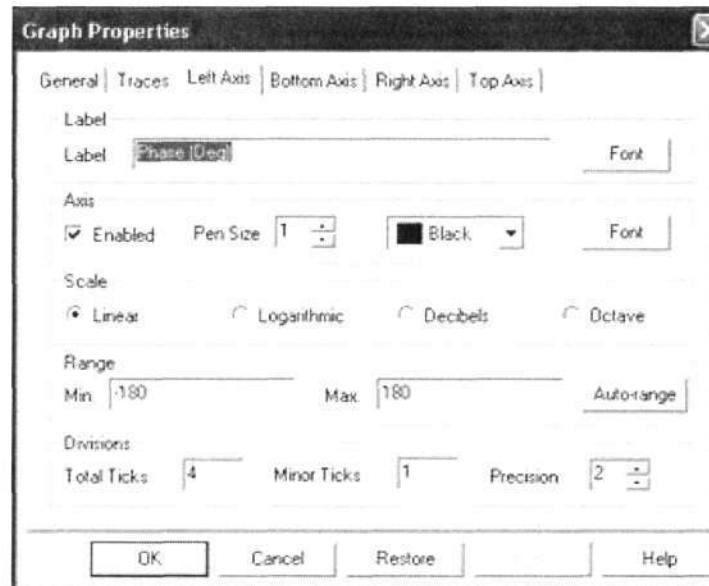 Graph Properties
General Traces Left Axis Bottom Axis Right Axis Top Axis
Label
Label Phase [Deg] Font
Axis
Enabled Pen Size 1 Black Font
Scale
Linear Logarithmic Decibels Octave
Range
Min -180 Max 180 Auto-range
Divisions
Total Ticks 4 Minor Ticks 1 Precision 2
OK Cancel Restore Help